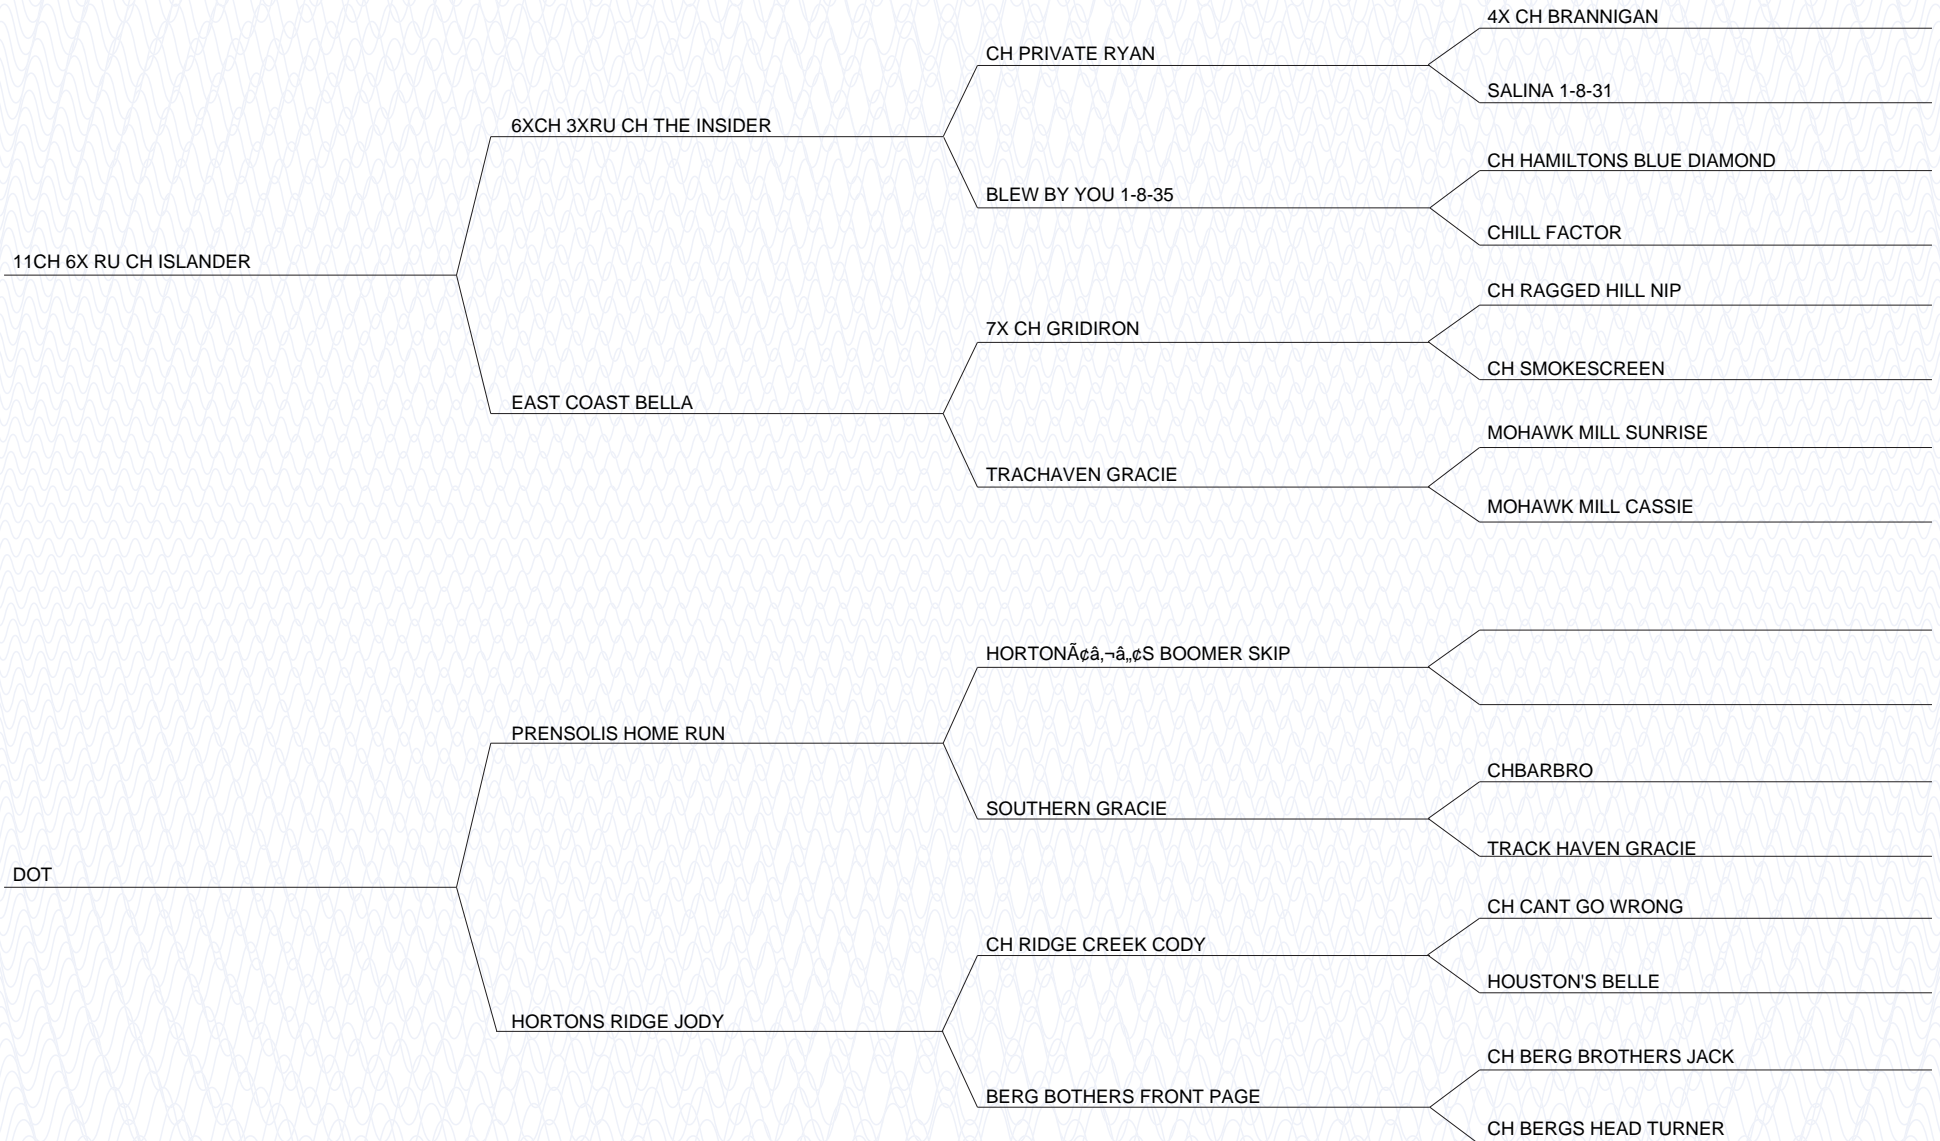 4X CH BRANNIGAN
CH PRIVATE RYAN
SALINA 1-8-31
6XCH 3XRU CH THE INSIDER
CH HAMILTONS BLUE DIAMOND
BLEW BY YOU 1-8-35
CHILL FACTOR
11CH 6X RU CH ISLANDER
CH RAGGED HILL NIP
7X CH GRIDIRON
CH SMOKESCREEN
EAST COAST BELLA
MOHAWK MILL SUNRISE
TRACHAVEN GRACIE
MOHAWK MILL CASSIE
HORTONÃ¢â‚¬â„¢S BOOMER SKIP
PRENSOLIS HOME RUN
CHBARBRO
SOUTHERN GRACIE
TRACK HAVEN GRACIE
DOT
CH CANT GO WRONG
CH RIDGE CREEK CODY
HOUSTON'S BELLE
HORTONS RIDGE JODY
CH BERG BROTHERS JACK
BERG BOTHERS FRONT PAGE
CH BERGS HEAD TURNER